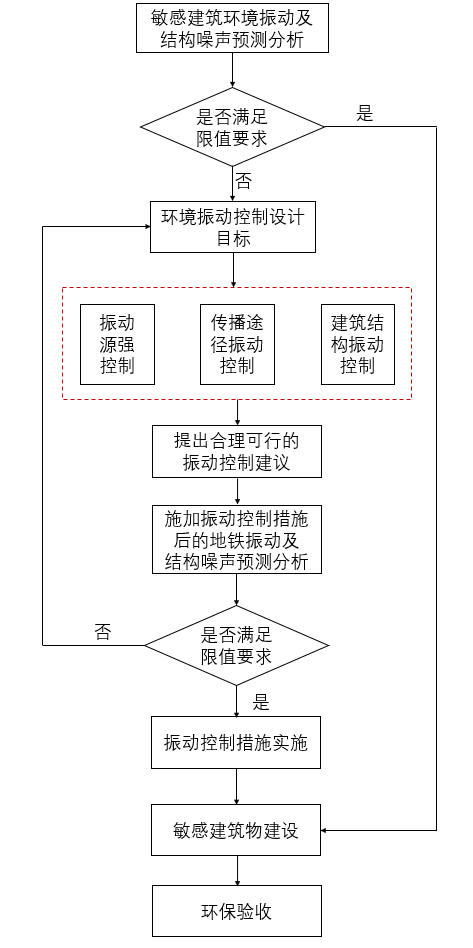 敏感建筑环境振动及
结构噪声预测分析
是否满足
限值要求
是
否
环境振动控制设计
目标
振动
源强
控制
传播途
径振动
控制
建筑结
构振动
控制
提出合理可行的
振动控制建议
施加振动控制措施
后的地铁振动及
结构噪声预测分析
否
是否满足
限值要求
是
振动控制措施实施
敏感建筑物建设
环保验收